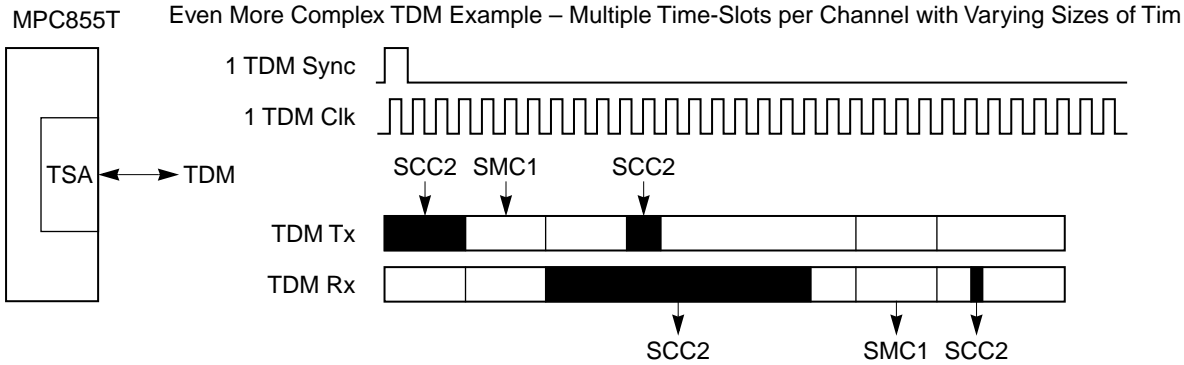 MPC855T
Even More Complex TDM Example – Multiple Time-Slots per Channel with Varying Sizes of Tim
1 TDM Sync
1 TDM Clk
TSA
TDM
SCC2 SMC1 SCC2
TDM Tx
TDM Rx
SCC2 SMC1 SCC2